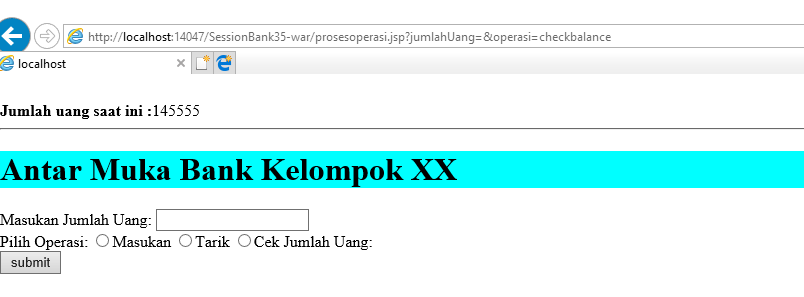 http://localhost:14047/SessionBank35-war/prosesoperasi.jsp?jumlahUang=&operasi=checkbalance
localhost
Jumlah uang saat ini :145555
Antar Muka Bank Kelompok XX
Masukan Jumlah Uang:
Pilih Operasi: Masukan Tarik Cek Jumlah Uang:
submit